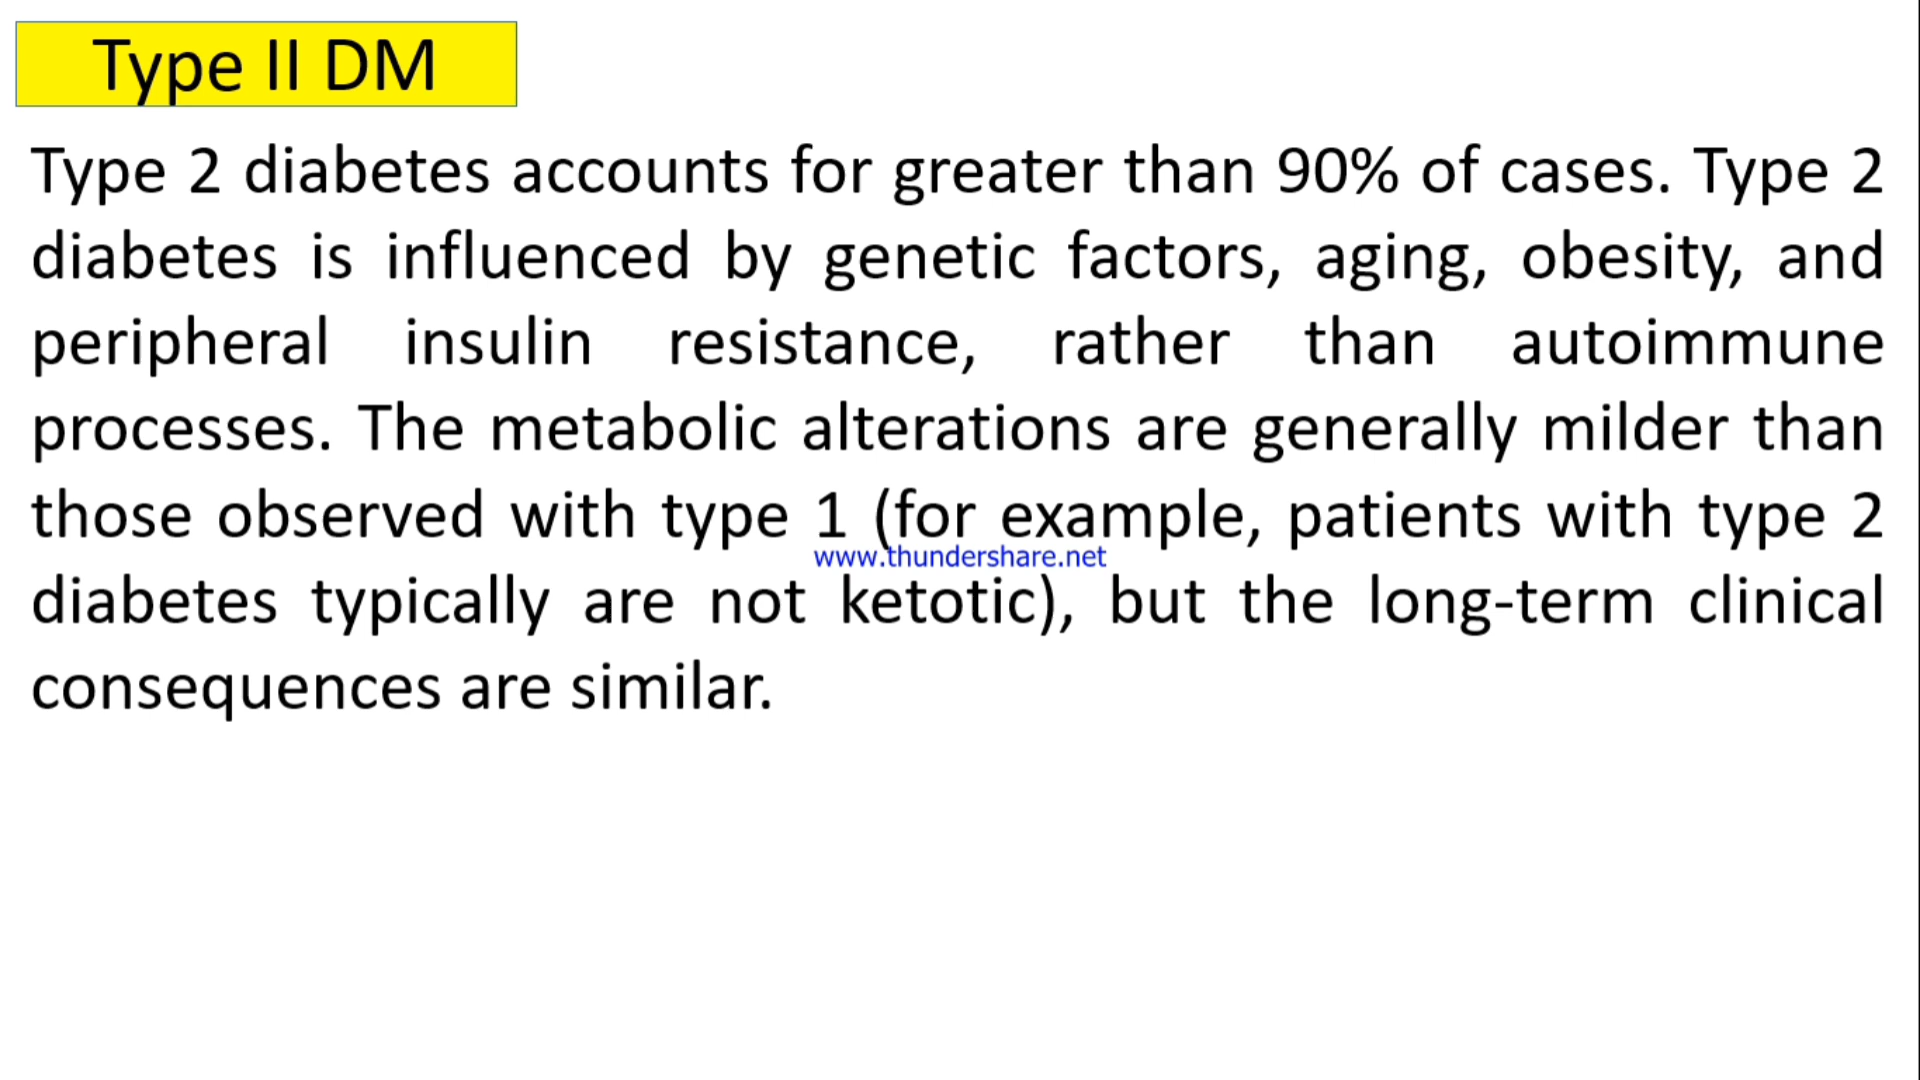 Type II DM
Type 2 diabetes accounts for greater than 90% of cases. Type 2
diabetes is influenced by genetic factors, aging, obesity, and
peripheral insulin resistance, rather than autoimmune
processes. The metabolic alterations are generally milder than
those observed with type 1 (for example, patients with type 2
www.thundershare.net
diabetes typically are not ketotic), but the long-term clinical
consequences are similar.